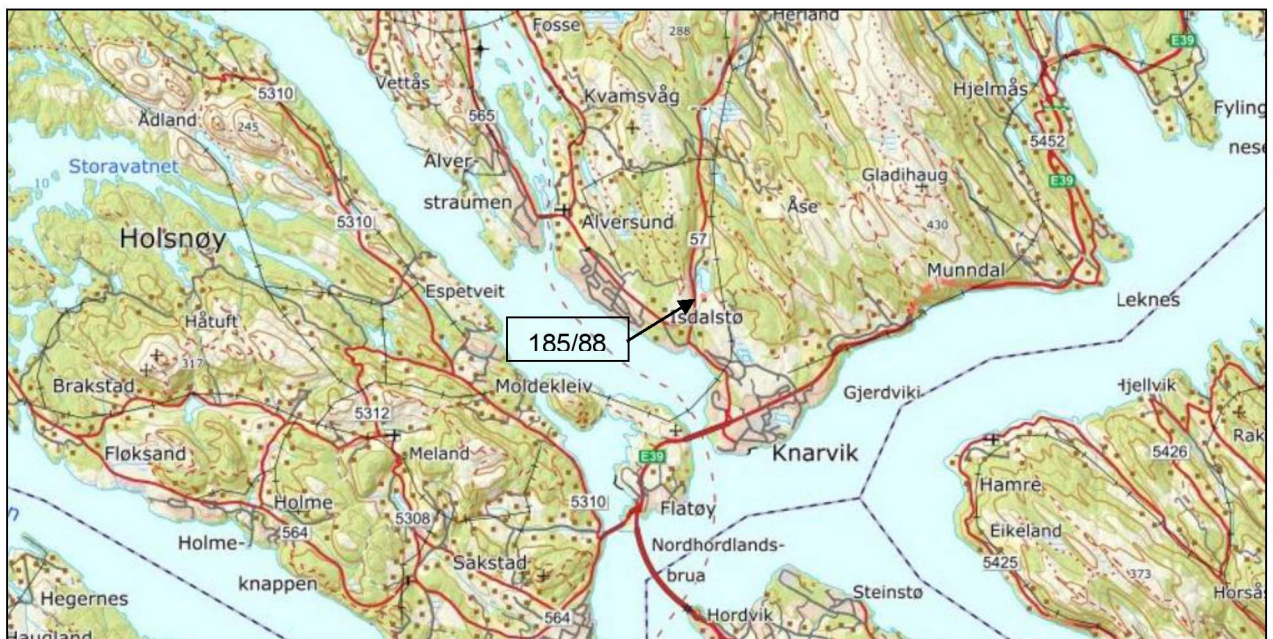 Fosse
288
Herland
E39
Vettås
Kvamsvåg
Hjelmås
5310
565
Fyling
nese
Ådland
245
5452
Storavatnet
Alver-
straumen
E39
Gladihaug
10
Åse
5310
Alversund
430
Holsnøy
57
Munndal
Espetveit
Leknes
Håtuft
Isdalstø
185/88
317
Brakstad
Moldekleiv
Gjerdviki
5312
Fløksand
Meland
E39
Knarvik
5426
Rak
Hamre
Holme
5310
Flatøy
564
5308
Eikeland
Holme-
knappen
Sakstad
Nordhordlands-
brua
5425
373
Steinstø
Hegernes
564
Hordvik
Horså